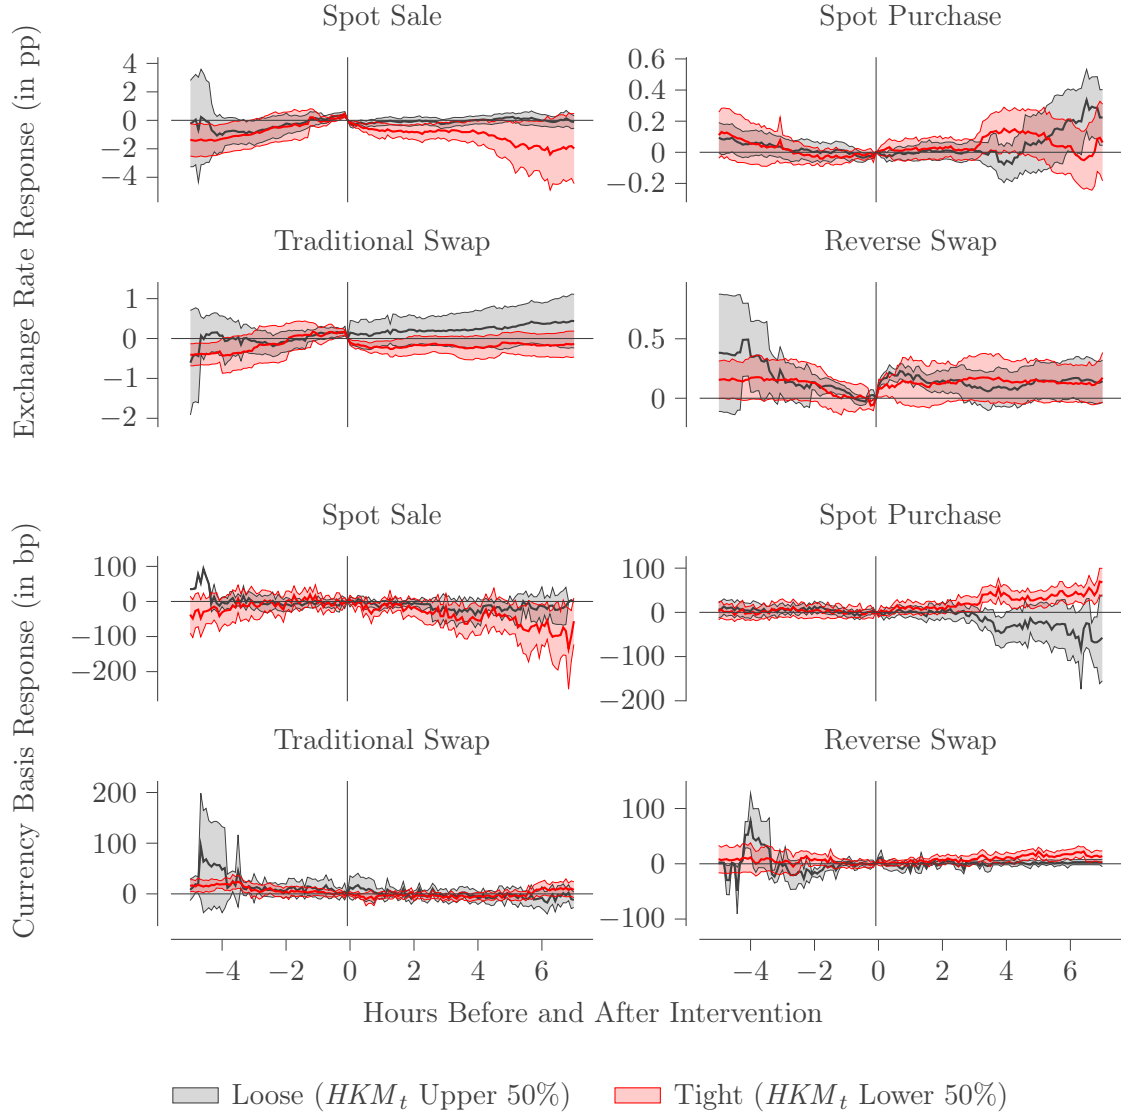 Exchange Rate Response (in pp)
Spot Sale
4
2
0
−2
−4
Spot Purchase
0.6
0.4
0.2
0
−0.2
Traditional Swap
1
0
−1
−2
Reverse Swap
0.5
0
Currency Basis Response (in bp)
Spot Sale
100
0
−100
−200
Spot Purchase
100
0
−100
−200
Traditional Swap
200
100
0
−4 −2 0 2 4 6
Reverse Swap
100
0
−100
−4 −2 0 2 4 6
Hours Before and After Intervention
Loose (HKM_t Upper 50%)
Tight (HKM_t Lower 50%)